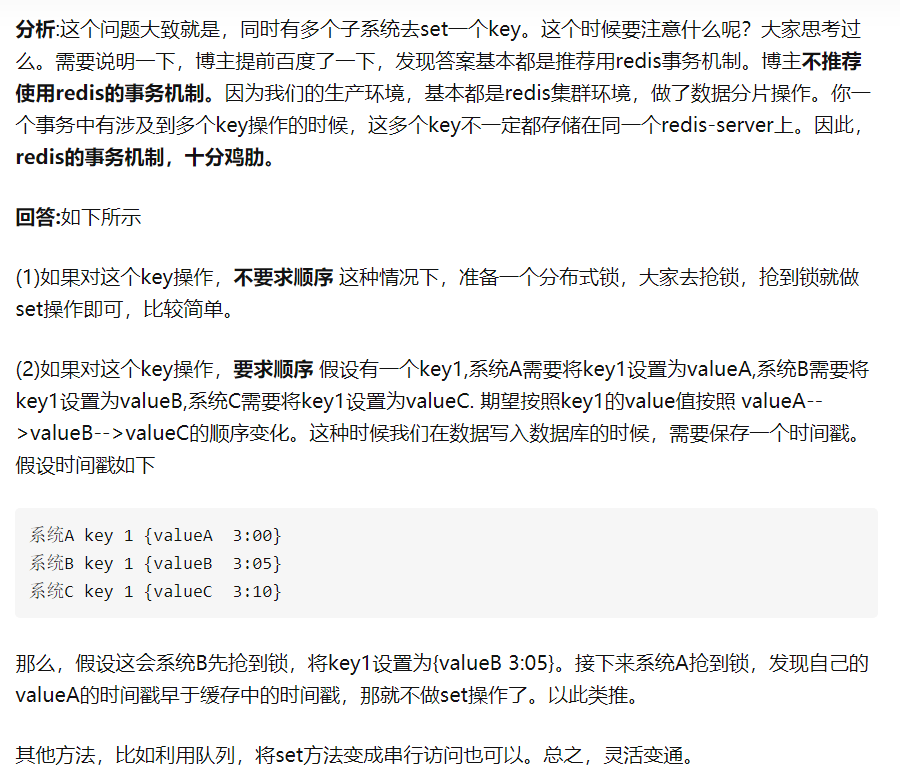 分析:这个问题大致就是，同时有多个子系统去set一个key。这个时候要注意什么呢？大家思考过
么。需要说明一下，博主提前百度了一下，发现答案基本都是推荐用redis事务机制。博主不推荐
使用redis的事务机制。因为我们的生产环境，基本都是redis集群环境，做了数据分片操作。你一
个事务中有涉及到多个key操作的时候，这多个key不一定都存储在同一个redis-server上。因此，
redis的事务机制，十分鸡肋。
回答:如下所示
(1)如果对这个key操作，不要求顺序 这种情况下，准备一个分布式锁，大家去抢锁，抢到锁就做
set操作即可，比较简单。
(2)如果对这个key操作，要求顺序 假设有一个key1,系统A需要将key1设置为valueA,系统B需要将
key1设置为valueB,系统C需要将key1设置为valueC. 期望按照key1的value值按照 valueA--
>valueB-->valueC的顺序变化。这种时候我们在数据写入数据库的时候，需要保存一个时间戳。
假设时间戳如下
系统A key 1 {valueA  3:00}
系统B key 1 {valueB  3:05}
系统C key 1 {valueC  3:10}
那么，假设这会系统B先抢到锁，将key1设置为{valueB 3:05}。接下来系统A抢到锁，发现自己的
valueA的时间戳早于缓存中的时间戳，那就不做set操作了。以此类推。
其他方法，比如利用队列，将set方法变成串行访问也可以。总之，灵活变通。